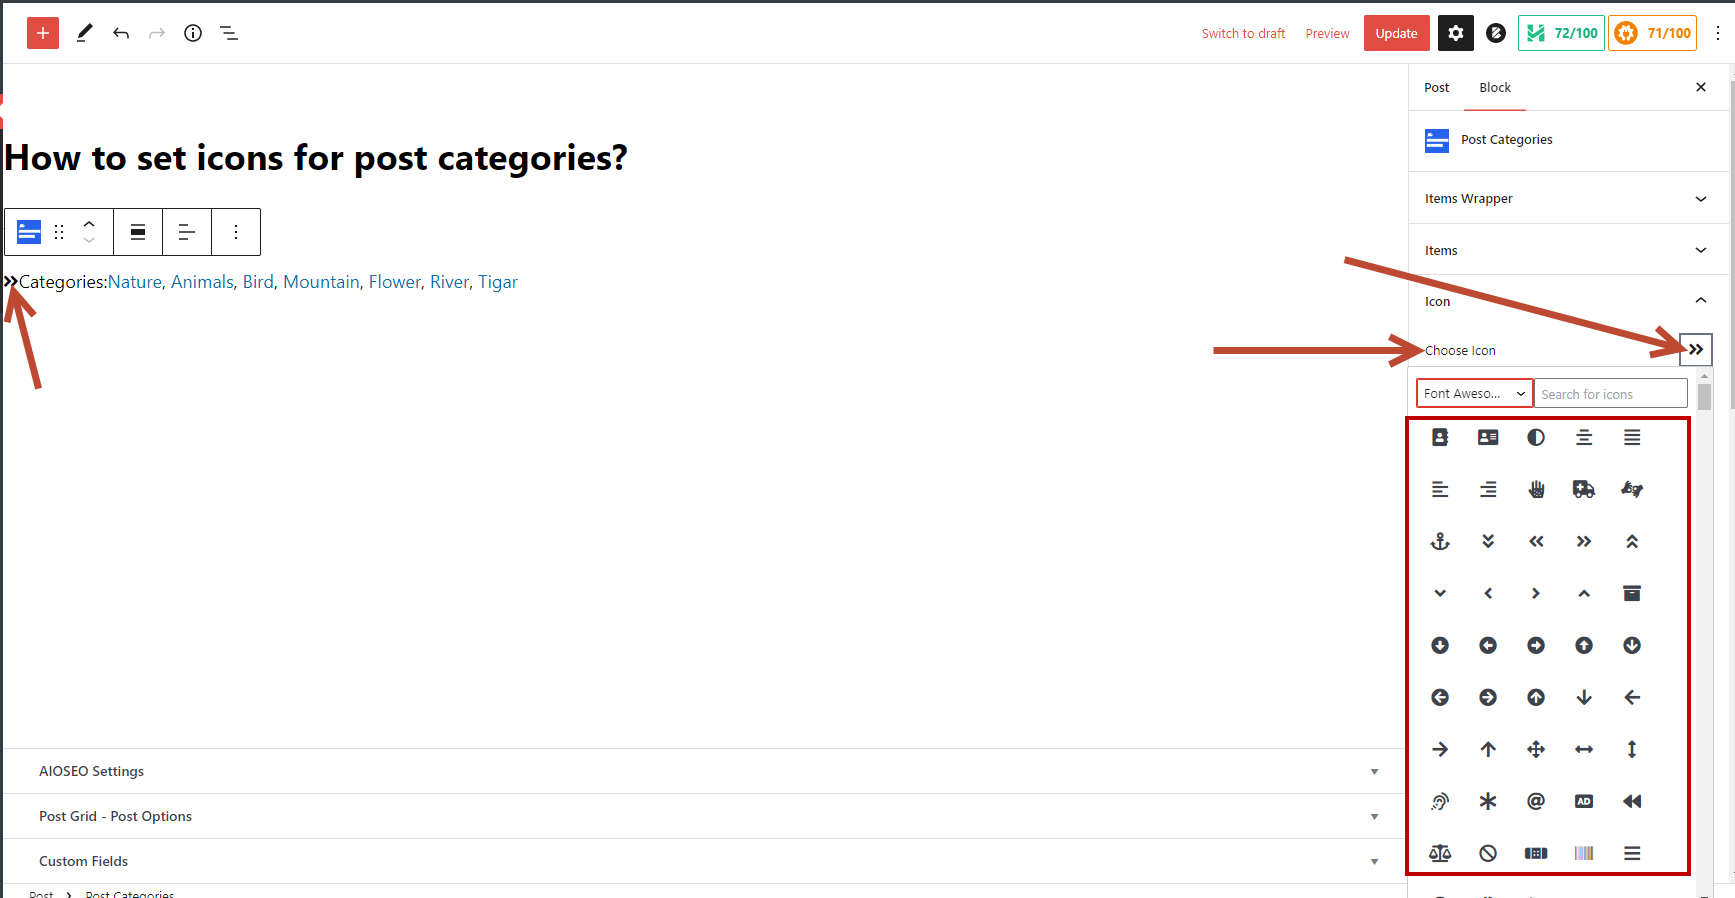 Switch to draft Preview Update 72/100 71/100
Post Block
Post Categories
How to set icons for post categories?
Items Wrapper
Items
Categories:Nature, Animals, Bird, Mountain, Flower, River, Tigar
Icon
Choose Icon
Font Aweso... Search for icons
AD
AIOSEO Settings
Post Grid - Post Options
Custom Fields
Post Post Categories